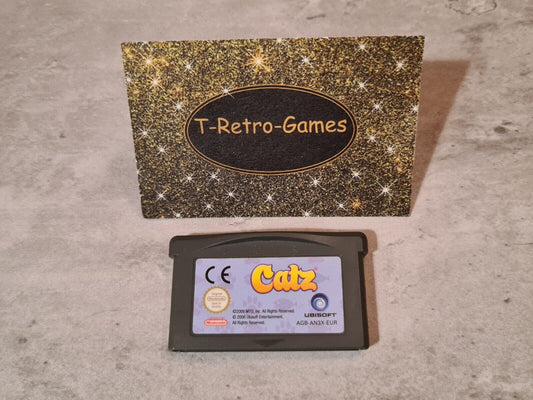 T-Retro-Games
CE
Catz
Nintendo
©2005 MTO, Inc. All Rights Reserved.
© 2006 Ubisoft Entertainment.
All Rights Reserved.
UBISOFT
AGB-AN3X-EUR